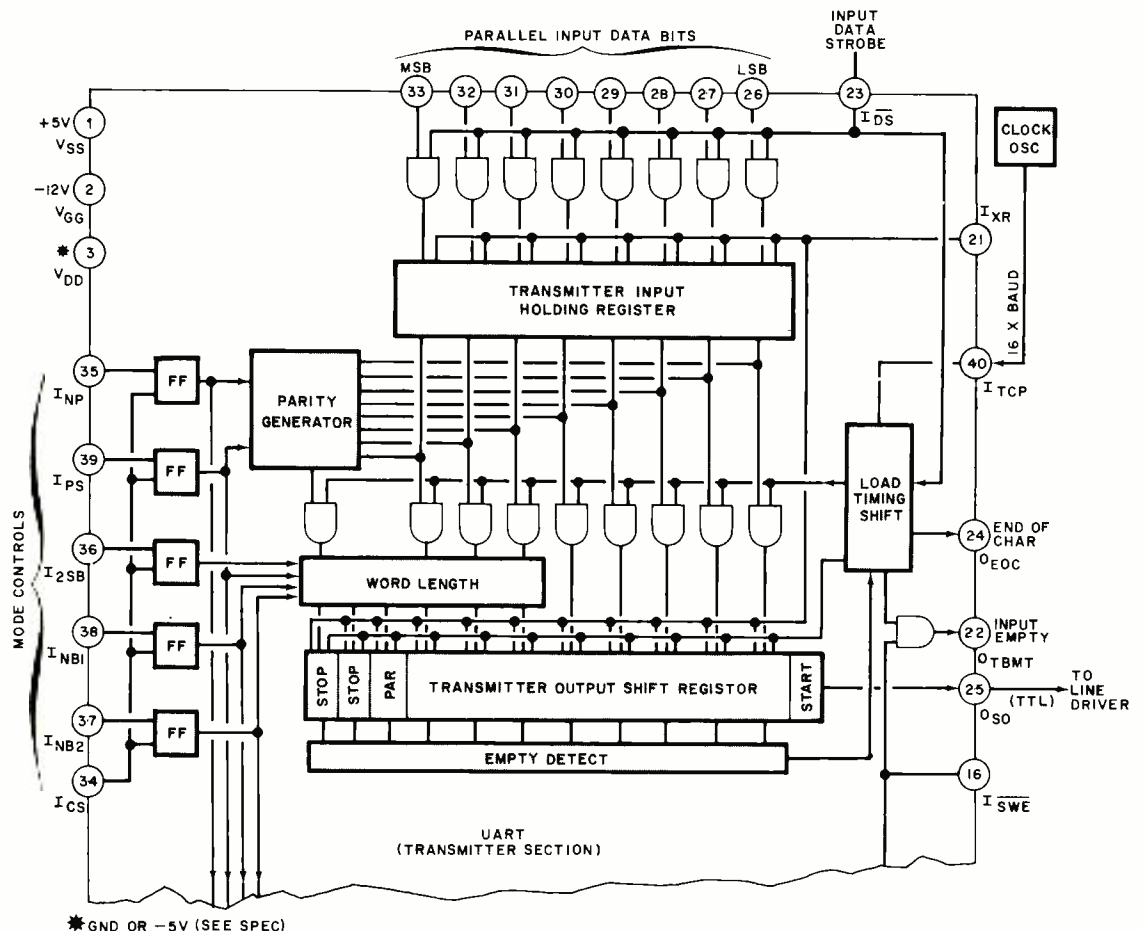 INPUT
DATA
STROBE
PARALLEL INPUT DATA BITS
MSB
LSB
33
32
31
30
29
28
27
26
23
I DS
+5V
1
VSS
-12V
2
VGG
✷
3
VDD
CLOCK
OSC
IXR
21
16 X BAUD
40
ITCP
TRANSMITTER INPUT
HOLDING REGISTER
MODE CONTROLS
35
INP
FF
PARITY
GENERATOR
39
IPS
FF
LOAD
TIMING
SHIFT
24
END OF
CHAR
OEOC
36
I2SB
FF
WORD LENGTH
38
INB1
FF
22
INPUT
EMPTY
OTBMT
STOP
STOP
PAR
TRANSMITTER OUTPUT SHIFT REGISTOR
START
25
OSO
(TTL)
TO
LINE
DRIVER
37
INB2
FF
EMPTY DETECT
34
ICS
16
I SWE
UART
(TRANSMITTER SECTION)
✷ GND OR -5V (SEE SPEC)